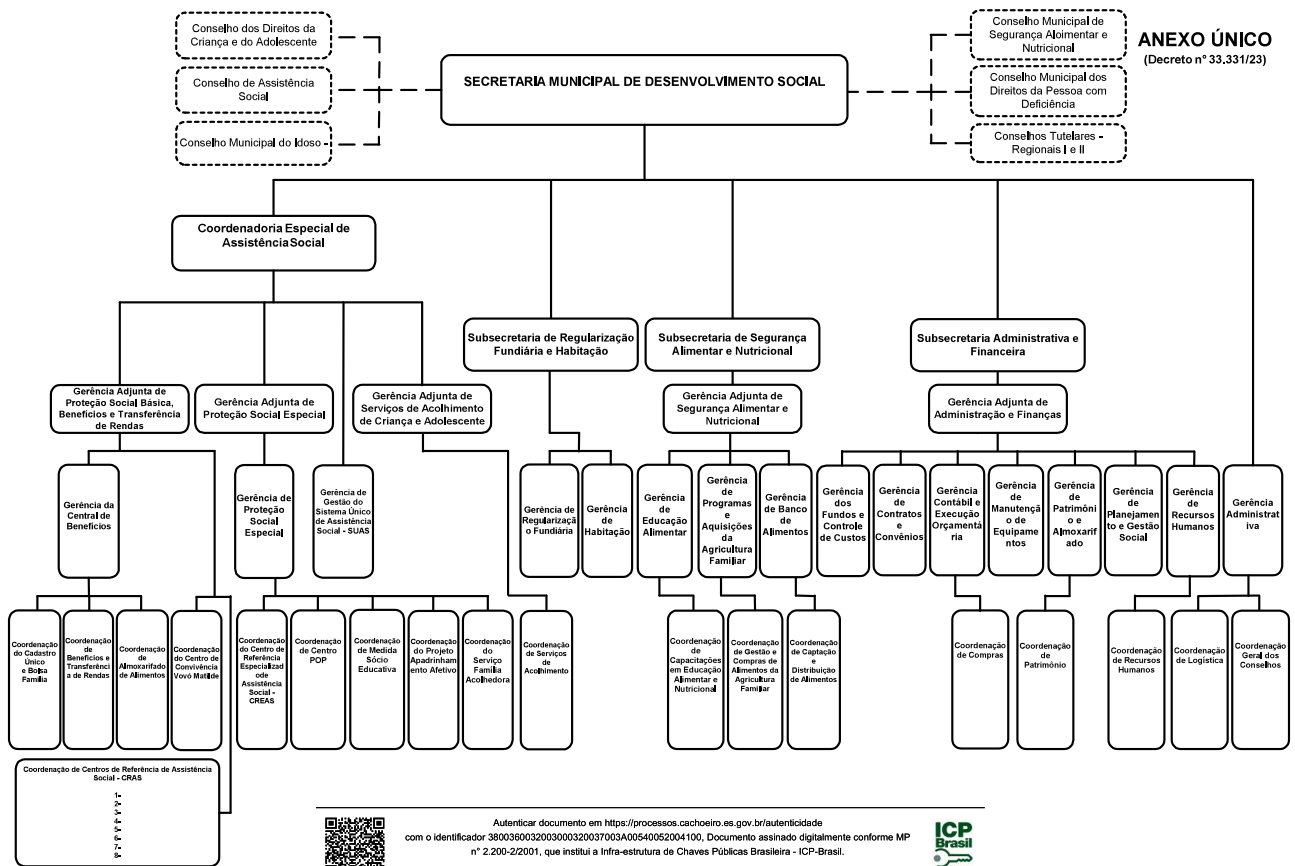 Conselho dos Direitos da
Criança e do Adolescente
Conselho de Assistência
Social
Conselho Municipal do Idoso -
SECRETARIA MUNICIPAL DE DESENVOLVIMENTO SOCIAL
Conselho Municipal de
Segurança Aloimentar e
Nutricional
Conselho Municipal dos
Direitos da Pessoa com
Deficiência
Conselhos Tutelares -
Regionais I e II
ANEXO ÚNICO
(Decreto n° 33.331/23)
Coordenadoria Especial de
Assistência Social
Subsecretaria de Regularização
Fundiária e Habitação
Subsecretaria de Segurança
Alimentar e Nutricional
Subsecretaria Administrativa e
Financeira
Gerência Adjunta de
Proteção Social Básica,
Benefícios e Transferência
de Rendas
Gerência Adjunta de
Proteção Social Especial
Gerência Adjunta de
Serviços de Acolhimento
de Criança e Adolescente
Gerência Adjunta de
Segurança Alimentar e
Nutricional
Gerência Adjunta de
Administração e Finanças
Gerência da
Central de
Benefícios
Gerência de
Proteção
Social
Especial
Gerência de
Gestão do
Sistema Único
de Assistência
Social - SUAS
Gerência de
Regularizaçã
o Fundiária
Gerência
de
Habitação
Gerência
de
Educação
Alimentar
Gerência
de
Programas
e
Aquisições
da
Agricultura
Familiar
Gerência
de Banco
de
Alimentos
Gerência
dos
Fundos e
Controle
de Custos
Gerência
de
Contratos
e
Convênios
Gerência
Contábil e
Execução
Orçamentá
ria
Gerência
de
Manutençã
o de
Equipame
ntos
Gerência
de
Patrimôni
o e
Almoxarif
ado
Gerência
de
Planejame
nto e Gestão
Social
Gerência
de
Recursos
Humanos
Gerência
Administrat
iva
Coordenação
do Cadastro
Único
e Bolsa
Família
Coordenação
de
Benefícios e
Transferênci
a de Rendas
Coordenação
de
Almoxarifado
de Alimentos
Coordenação
do Centro de
Convivência
Vovó Matilde
Coordenação
do Centro de
Referência
Especializad
ode
Assistência
Social -
CREAS
Coordenação
de Centro
POP
Coordenação
de Medida
Sócio
Educativa
Coordenação
do Projeto
Apadrinham
ento Afetivo
Coordenação
do
Serviço
Família
Acolhedora
Coordenação
de Serviços
de
Acolhimento
Coordenação
de
Capacitações
em Educação
Alimentar e
Nutricional
Coordenação
de Gestão e
Compras de
Alimentos da
Agricultura
Familiar
Coordenação
de Captação
e
Distribuição
de Alimentos
Coordenação
de Compras
Coordenação
de
Patrimônio
Coordenação
de Recursos
Humanos
Coordenação
de Logística
Coordenação
Geral dos
Conselhos
Coordenação de Centros de Referência de Assistência
Social - CRAS
1-
2-
3-
4-
5-
6-
7-
8-
Autenticar documento em https://processos.cachoeiro.es.gov.br/autenticidade
com o identificador 3800360032003000320037003A00540052004100, Documento assinado digitalmente conforme MP
n° 2.200-2/2001, que institui a Infra-estrutura de Chaves Públicas Brasileira - ICP-Brasil.
ICP
Brasil